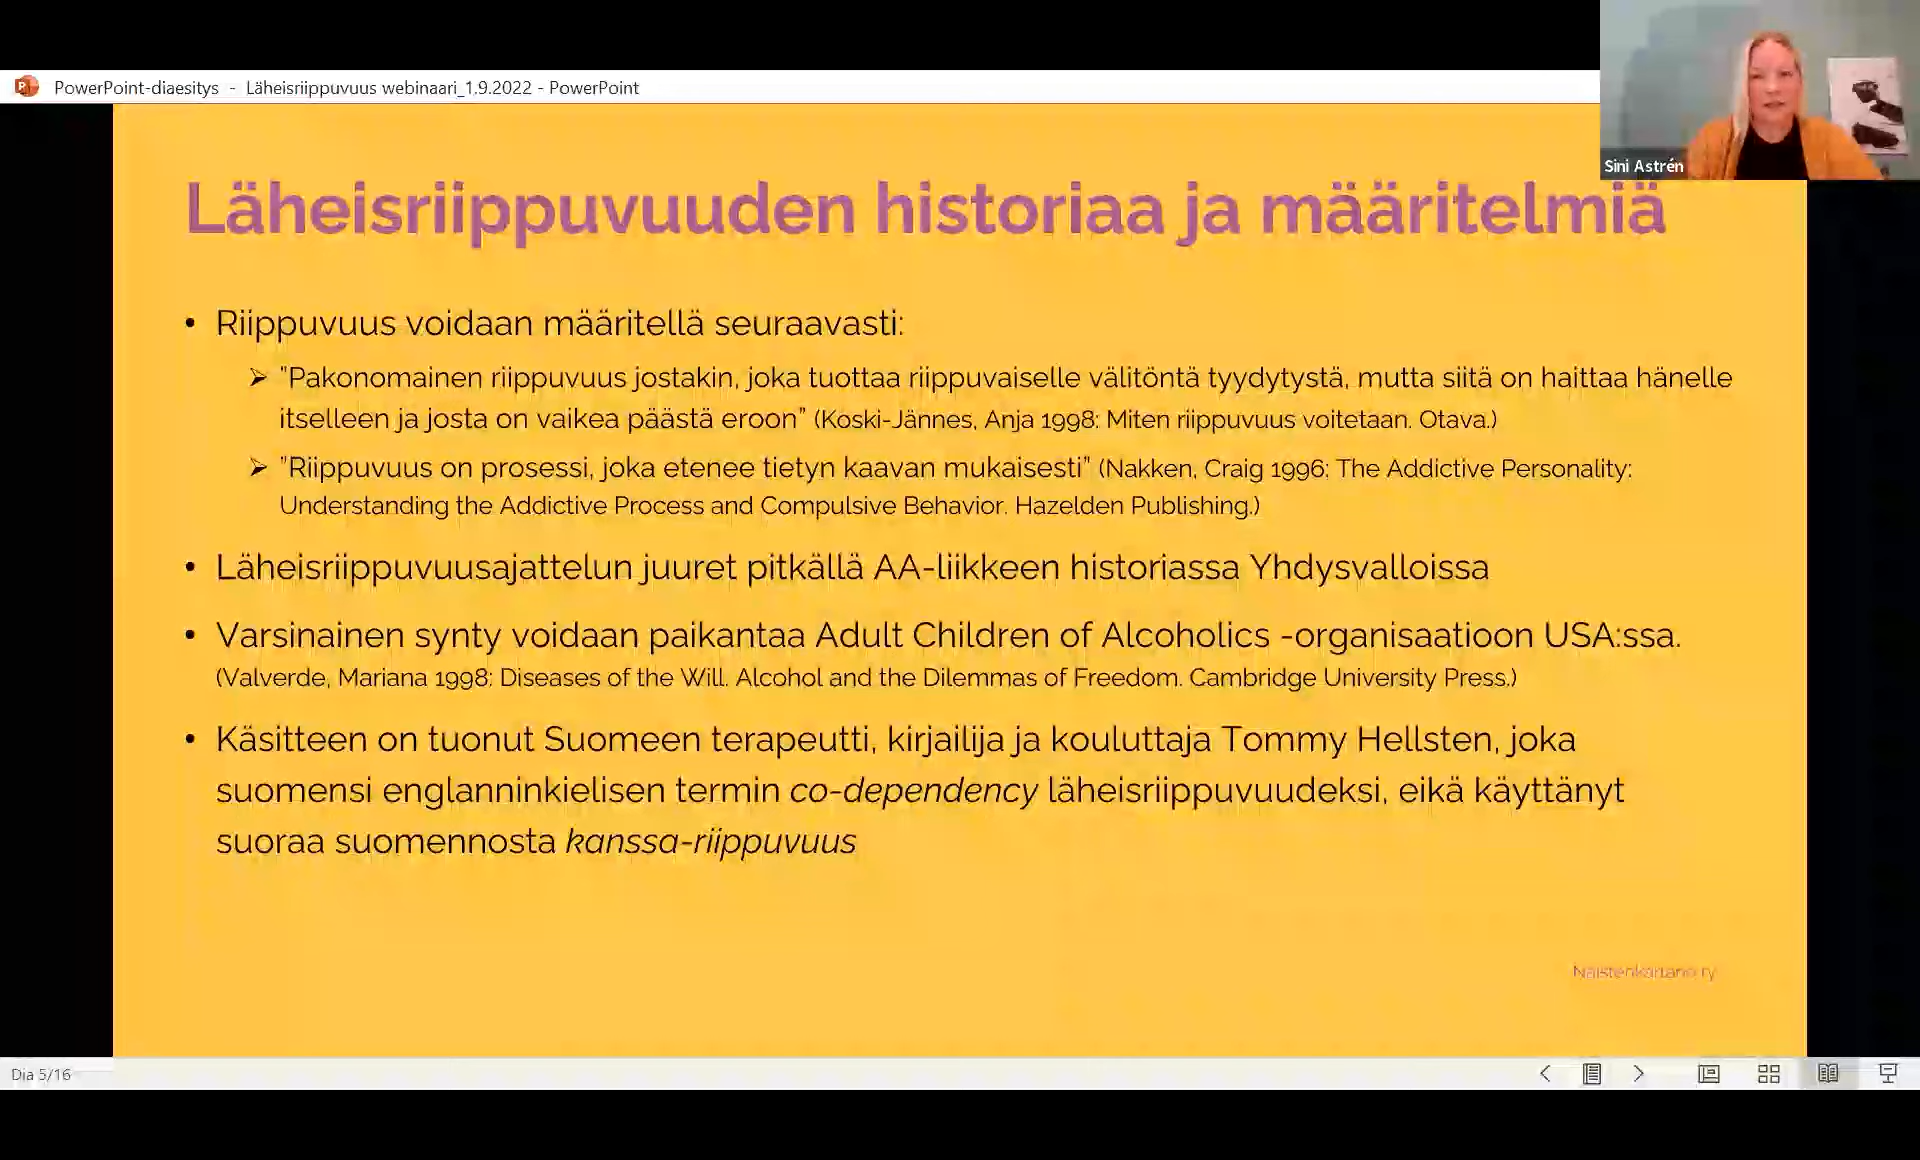 PowerPoint-diaesitys - Läheisriippuvuus webinaari_1.9.2022 - PowerPoint
Sini Astrén
Läheisriippuvuuden historiaa ja määritelmiä
• Riippuvuus voidaan määritellä seuraavasti:
➢ ”Pakonomainen riippuvuus jostakin, joka tuottaa riippuvaiselle välitöntä tyydytystä, mutta siitä on haittaa hänelle
itselleen ja josta on vaikea päästä eroon” (Koski-Jännes, Anja 1998: Miten riippuvuus voitetaan. Otava.)
➢ ”Riippuvuus on prosessi, joka etenee tietyn kaavan mukaisesti” (Nakken, Craig 1996: The Addictive Personality:
Understanding the Addictive Process and Compulsive Behavior. Hazelden Publishing.)
• Läheisriippuvuusajattelun juuret pitkällä AA-liikkeen historiassa Yhdysvalloissa
• Varsinainen synty voidaan paikantaa Adult Children of Alcoholics -organisaatioon USA:ssa.
(Valverde, Mariana 1998: Diseases of the Will. Alcohol and the Dilemmas of Freedom. Cambridge University Press.)
• Käsitteen on tuonut Suomeen terapeutti, kirjailija ja kouluttaja Tommy Hellsten, joka
suomensi englanninkielisen termin co-dependency läheisriippuvuudeksi, eikä käyttänyt
suoraa suomennosta kanssa-riippuvuus
Naistenkartano ry
Dia 5/16